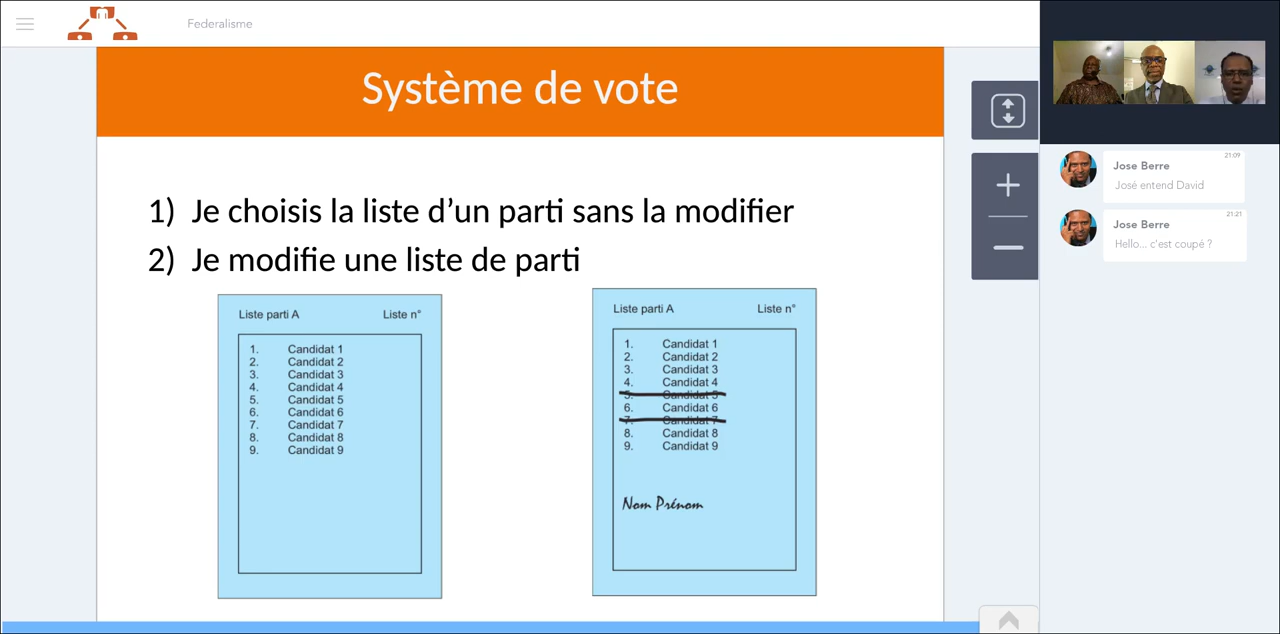 Federalisme
Système de vote
1) Je choisis la liste d’un parti sans la modifier
2) Je modifie une liste de parti
Liste parti A Liste n°
1. Candidat 1
2. Candidat 2
3. Candidat 3
4. Candidat 4
5. Candidat 5
6. Candidat 6
7. Candidat 7
8. Candidat 8
9. Candidat 9
Liste parti A Liste n°
1. Candidat 1
2. Candidat 2
3. Candidat 3
4. Candidat 4
5. Candidat 5
6. Candidat 6
7. Candidat 7
8. Candidat 8
9. Candidat 9
Nom Prénom
21:09
Jose Berre
José entend David
21:21
Jose Berre
Hello... c'est coupé ?